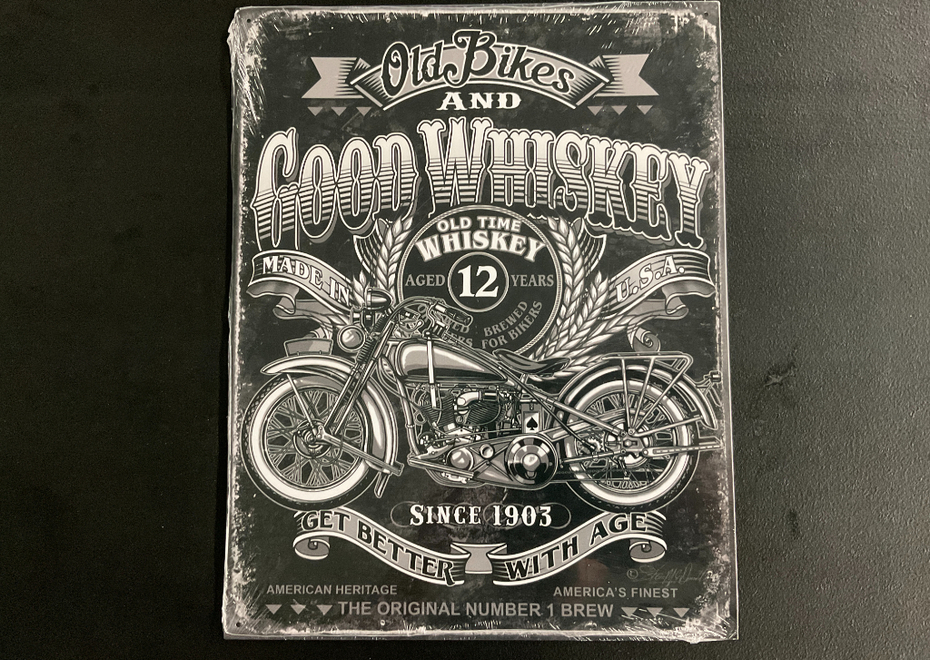 Old Bikes
AND
GOOD WHISKEY
OLD TIME
WHISKEY
MADE IN
U.S.A.
AGED 12 YEARS
BREWED
FOR BIKERS
SINCE 1903
GET BETTER WITH AGE
AMERICAN HERITAGE
AMERICA'S FINEST
THE ORIGINAL NUMBER 1 BREW